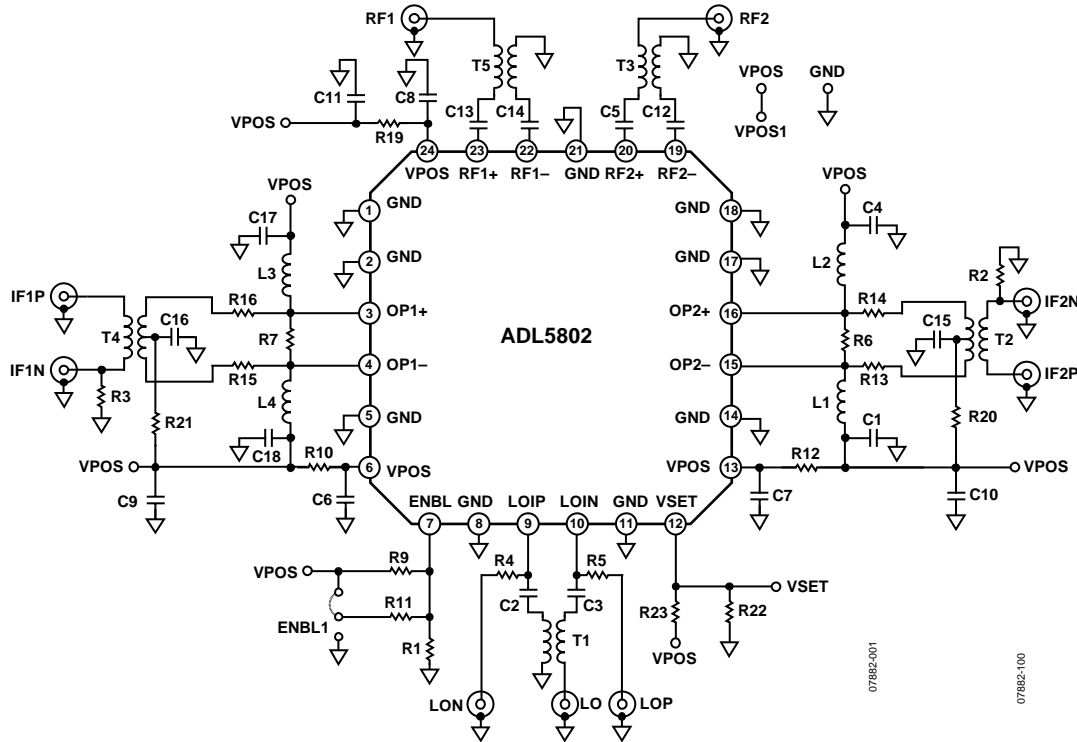 RF1
RF2
T5
T3
VPOS
GND
C11
C8
C13
C14
C5
C12
VPOS1
VPOS
R19
24
23
22
21
20
19
VPOS
RF1+
RF1–
GND
RF2+
RF2–
VPOS
VPOS
C17
1
GND
GND
18
C4
L3
2
GND
GND
17
L2
R2
IF1P
R16
3
OP1+
OP2+
16
R14
IF2N
T4
C16
R7
ADL5802
R6
C15
T2
IF1N
R15
4
OP1–
OP2–
15
R13
IF2P
R3
L4
L1
R21
5
GND
GND
14
C1
R20
C18
R10
R12
VPOS
6
VPOS
VPOS
13
VPOS
C9
C6
C7
C10
ENBL
GND
LOIP
LOIN
GND
VSET
7
8
9
10
11
12
VPOS
R9
R4
R5
VSET
R11
C2
C3
R23
R22
ENBL1
R1
T1
VPOS
LON
LO
LOP
07882-001
07882-100